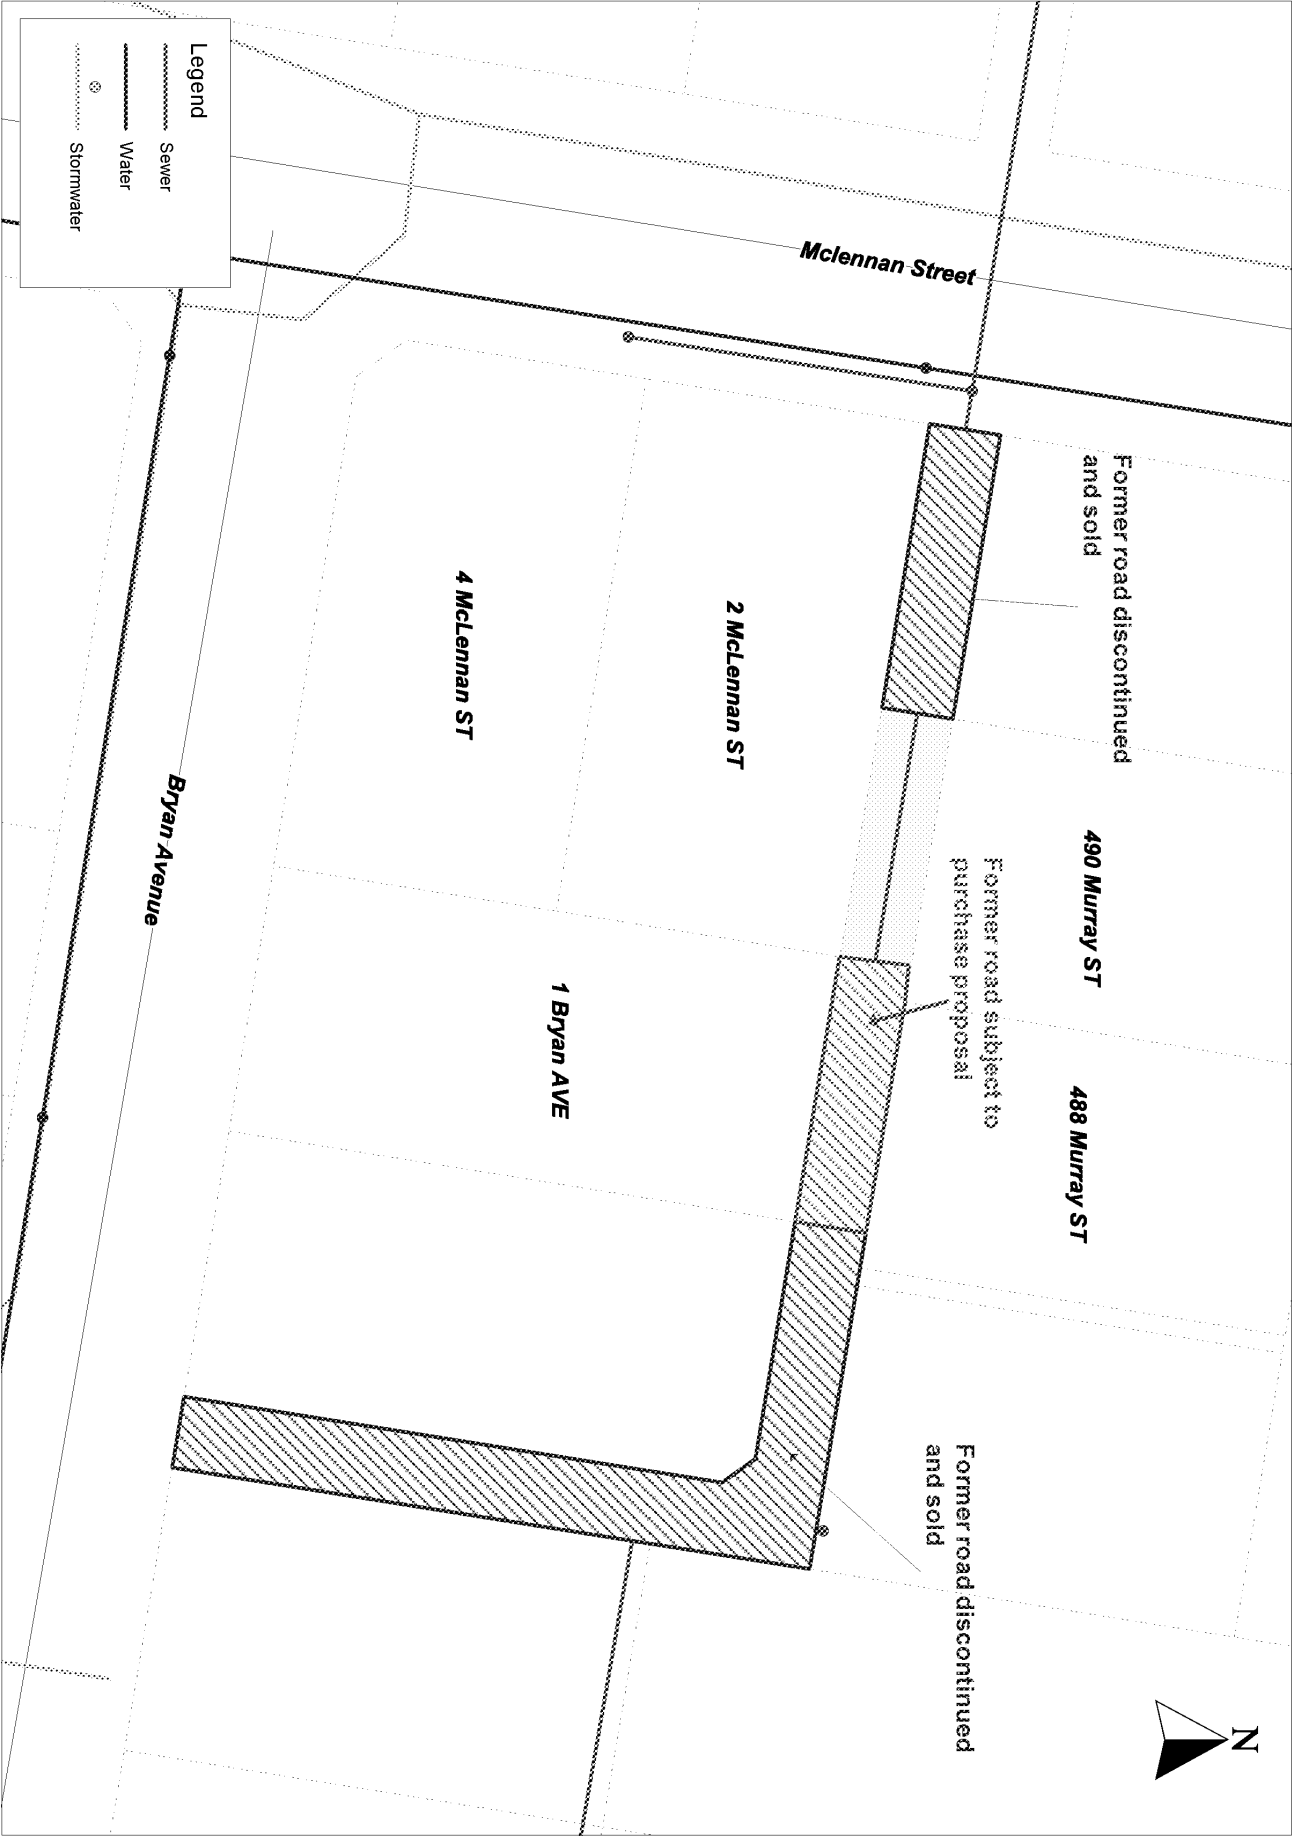 N
Former road discontinued
and sold
490 Murray ST
488 Murray ST
Former road subject to
purchase proposal
Former road discontinued
and sold
Mclennan Street
2 McLennan ST
4 McLennan ST
1 Bryan AVE
Bryan Avenue
Legend
Sewer
Water
Stormwater